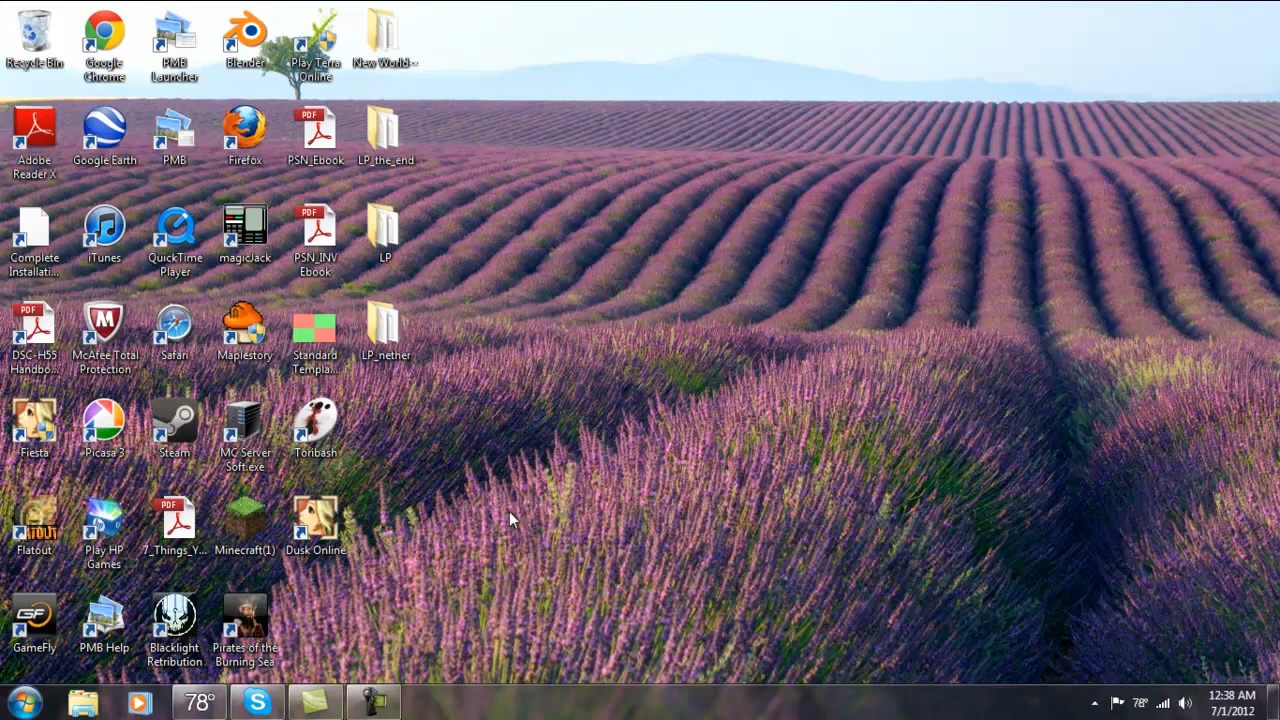 Recycle Bin
Google
Chrome
PMB
Launcher
Blender
Play Terra
Online
New World...
Adobe
Reader X
Google Earth
PMB
Firefox
PDF
PSN_Ebook
LP_the_end
Complete
Installati...
iTunes
QuickTime
Player
magicJack
PDF
PSN_INV
Ebook
LP
PDF
DSC-H55
Handbo...
McAfee Total
Protection
Safari
Maplestory
Standard
Templa...
LP_nether
Fiesta
Picasa 3
Steam
MC Server
Soft.exe
Toribash
Flatout
Play HP
Games
PDF
7_Things_Y...
Minecraft(1)
Dusk Online
GSF
GameFly
PMB Help
Blacklight
Retribution
Pirates of the
Burning Sea
78°
78°
12:38 AM
7/1/2012